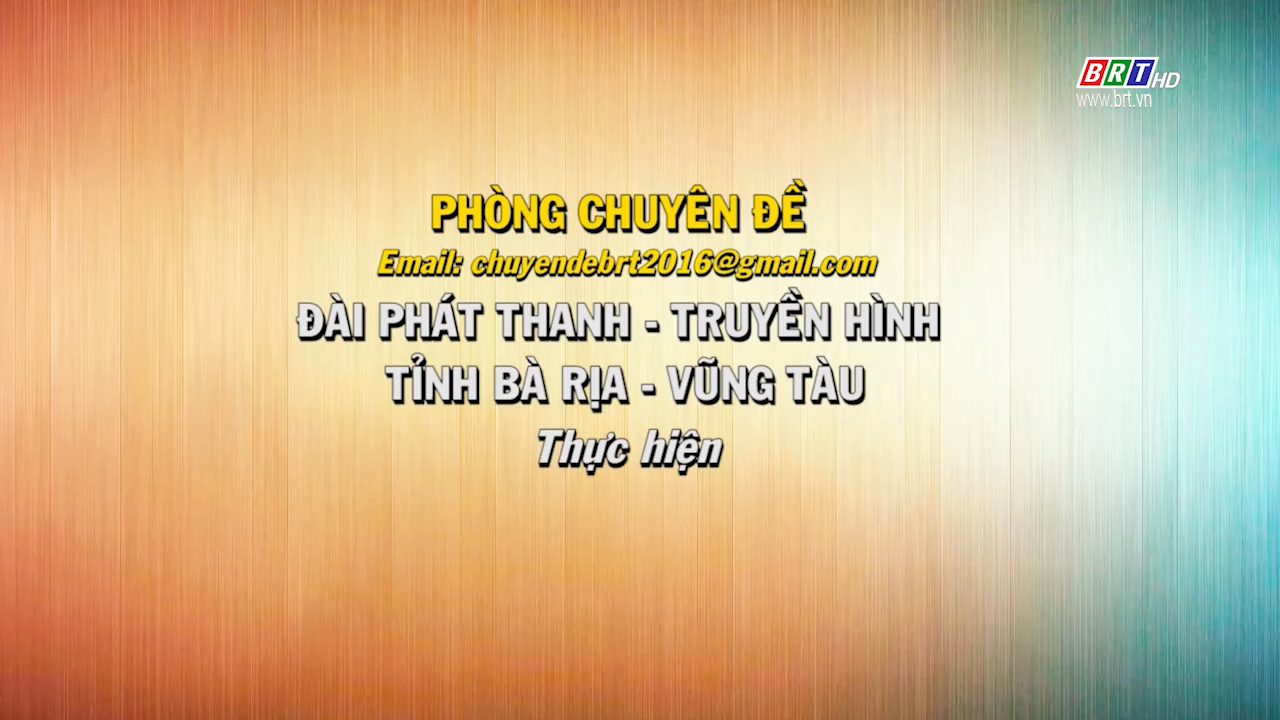 BRT HD
www.brt.vn
PHÒNG CHUYÊN ĐỀ
Email: chuyendebrt2016@gmail.com
ĐÀI PHÁT THANH - TRUYỀN HÌNH
TỈNH BÀ RỊA - VŨNG TÀU
Thực hiện